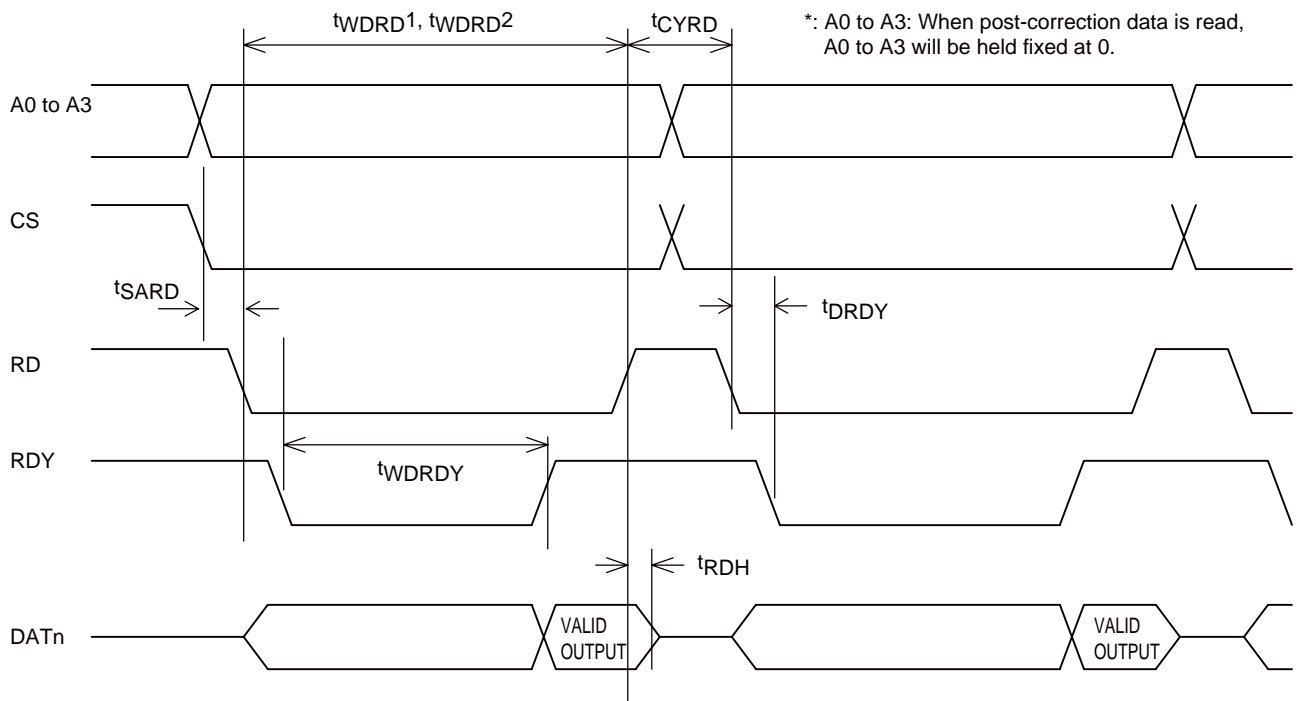 tWDRD1, tWDRD2
tCYRD
*: A0 to A3: When post-correction data is read,
A0 to A3 will be held fixed at 0.
A0 to A3
CS
tSARD
tDRDY
RD
RDY
tWDRDY
tRDH
DATn
VALID
OUTPUT
VALID
OUTPUT